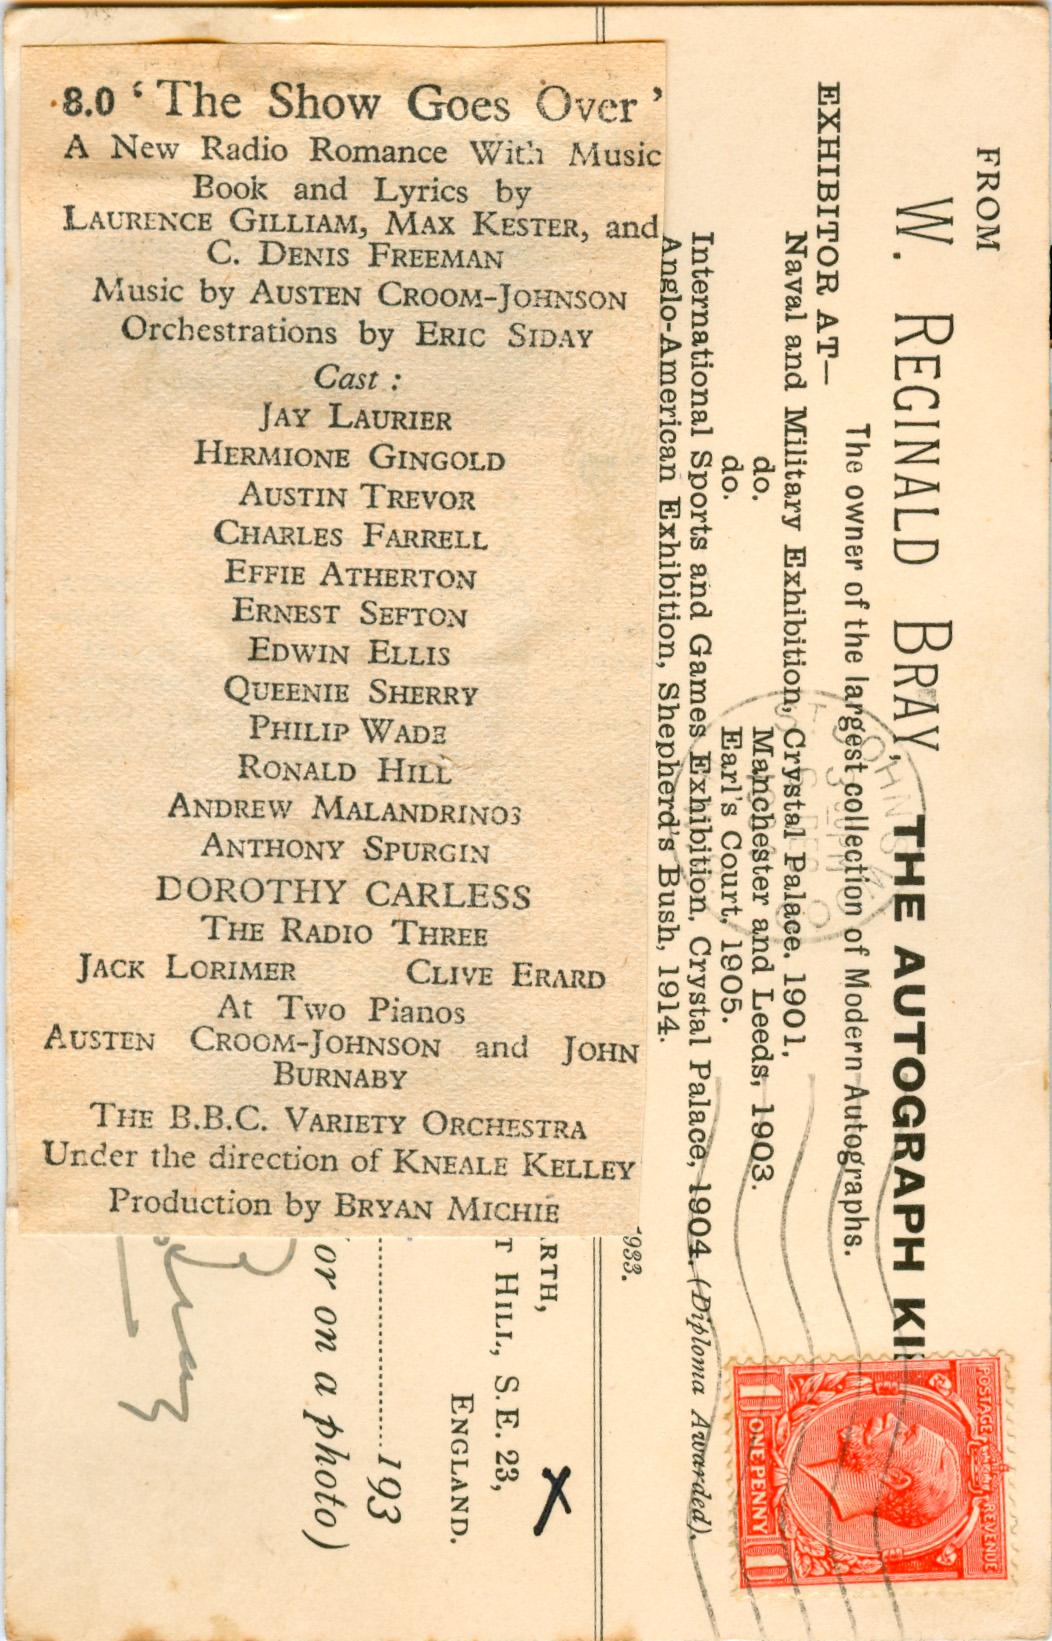 8.0 ‘The Show Goes Over’
A New Radio Romance With Music
Book and Lyrics by
LAURENCE GILLIAM, MAX KESTER, and
C. DENIS FREEMAN
Music by AUSTEN CROOM-JOHNSON
Orchestrations by ERIC SIDAY
Cast :
JAY LAURIER
HERMIONE GINGOLD
AUSTIN TREVOR
CHARLES FARRELL
EFFIE ATHERTON
ERNEST SEFTON
EDWIN ELLIS
QUEENIE SHERRY
PHILIP WADE
RONALD HILL
ANDREW MALANDRINOS
ANTHONY SPURGIN
DOROTHY CARLESS
THE RADIO THREE
JACK LORIMER CLIVE ERARD
At Two Pianos
AUSTEN CROOM-JOHNSON and JOHN
BURNABY
THE B.B.C. VARIETY ORCHESTRA
Under the direction of KNEALE KELLEY
Production by BRYAN MICHIE
FROM
W. REGINALD BRAY, THE AUTOGRAPH KI
The owner of the largest collection of Modern Autographs.
EXHIBITOR AT—
Naval and Military Exhibition, Crystal Palace. 1901.
do. Manchester and Leeds, 1903.
do. Earl's Court, 1905.
International Sports and Games Exhibition, Crystal Palace, 1904. (Diploma Awarded).
Anglo-American Exhibition, Shepherd's Bush, 1914.
933.
RTH,
T HILL, S.E. 23,
ENGLAND.
193
or on a photo)
X
POSTAGE REVENUE
1 ONE PENNY 1